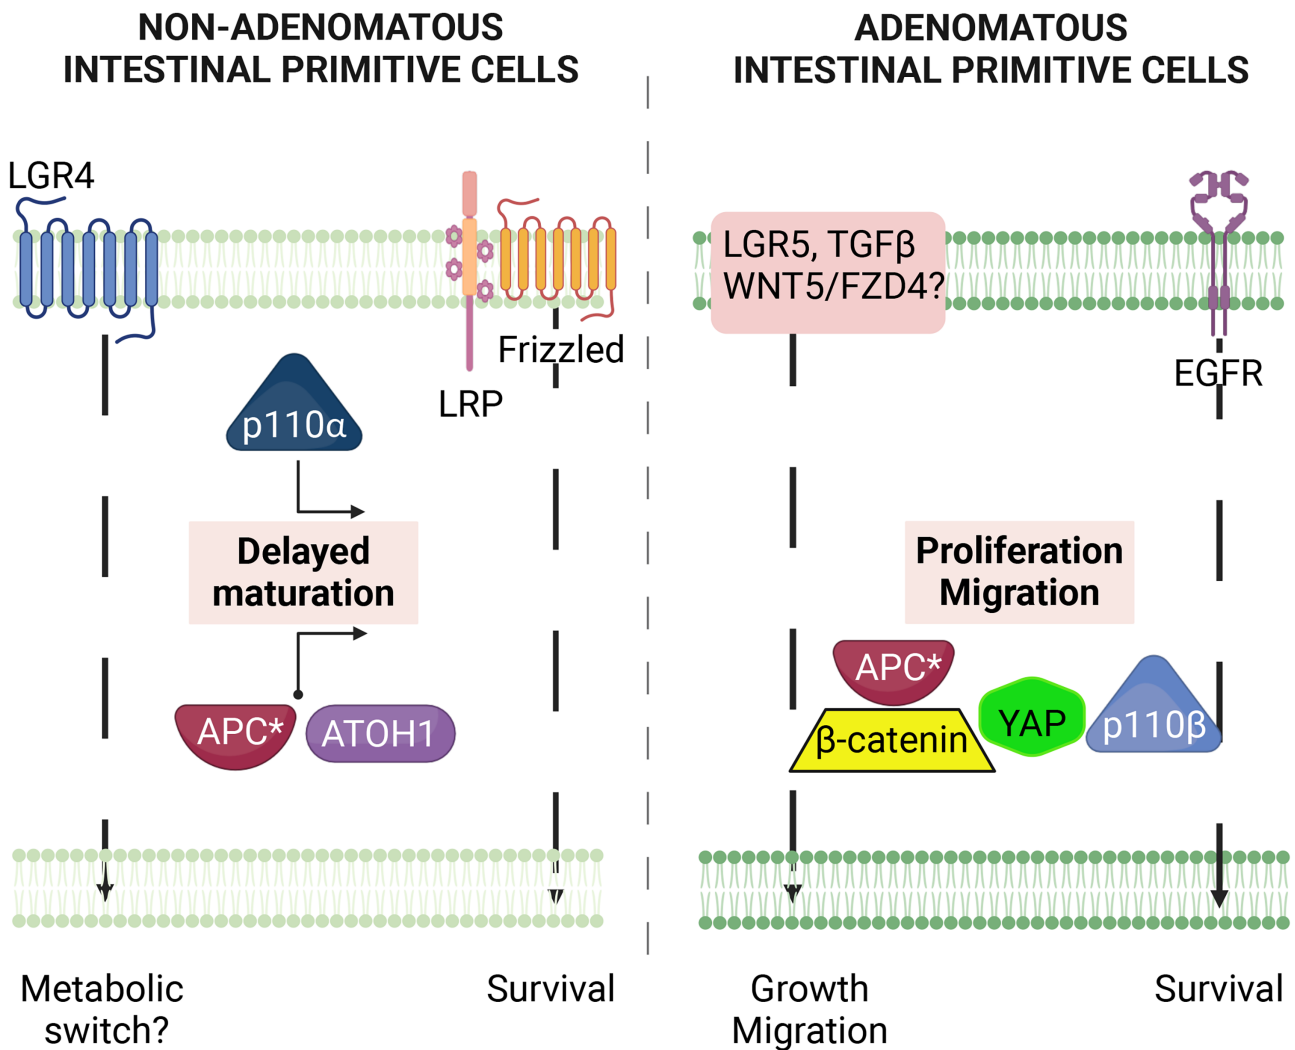 NON-ADENOMATOUS
INTESTINAL PRIMITIVE CELLS
LGR4
Frizzled
LRP
p110α
Delayed
maturation
APC*
ATOH1
Metabolic
switch?
Survival
ADENOMATOUS
INTESTINAL PRIMITIVE CELLS
LGR5, TGFβ
WNT5/FZD4?
EGFR
Proliferation
Migration
APC*
β-catenin
YAP
p110β
Growth
Migration
Survival